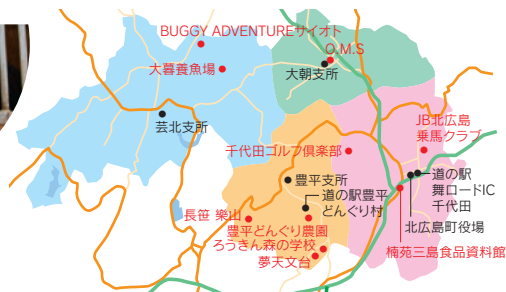 BUGGY ADVENTUREサイオト
O.M.S
大暮養魚場
大朝支所
芸北支所
JB北広島
乗馬クラブ
千代田ゴルフ倶楽部
豊平支所
道の駅
舞ロードIC
千代田
道の駅豊平
どんぐり村
長笹 樂山
北広島町役場
豊平どんぐり農園
ろうきん森の学校
楠苑三島食品資料館
夢天文台